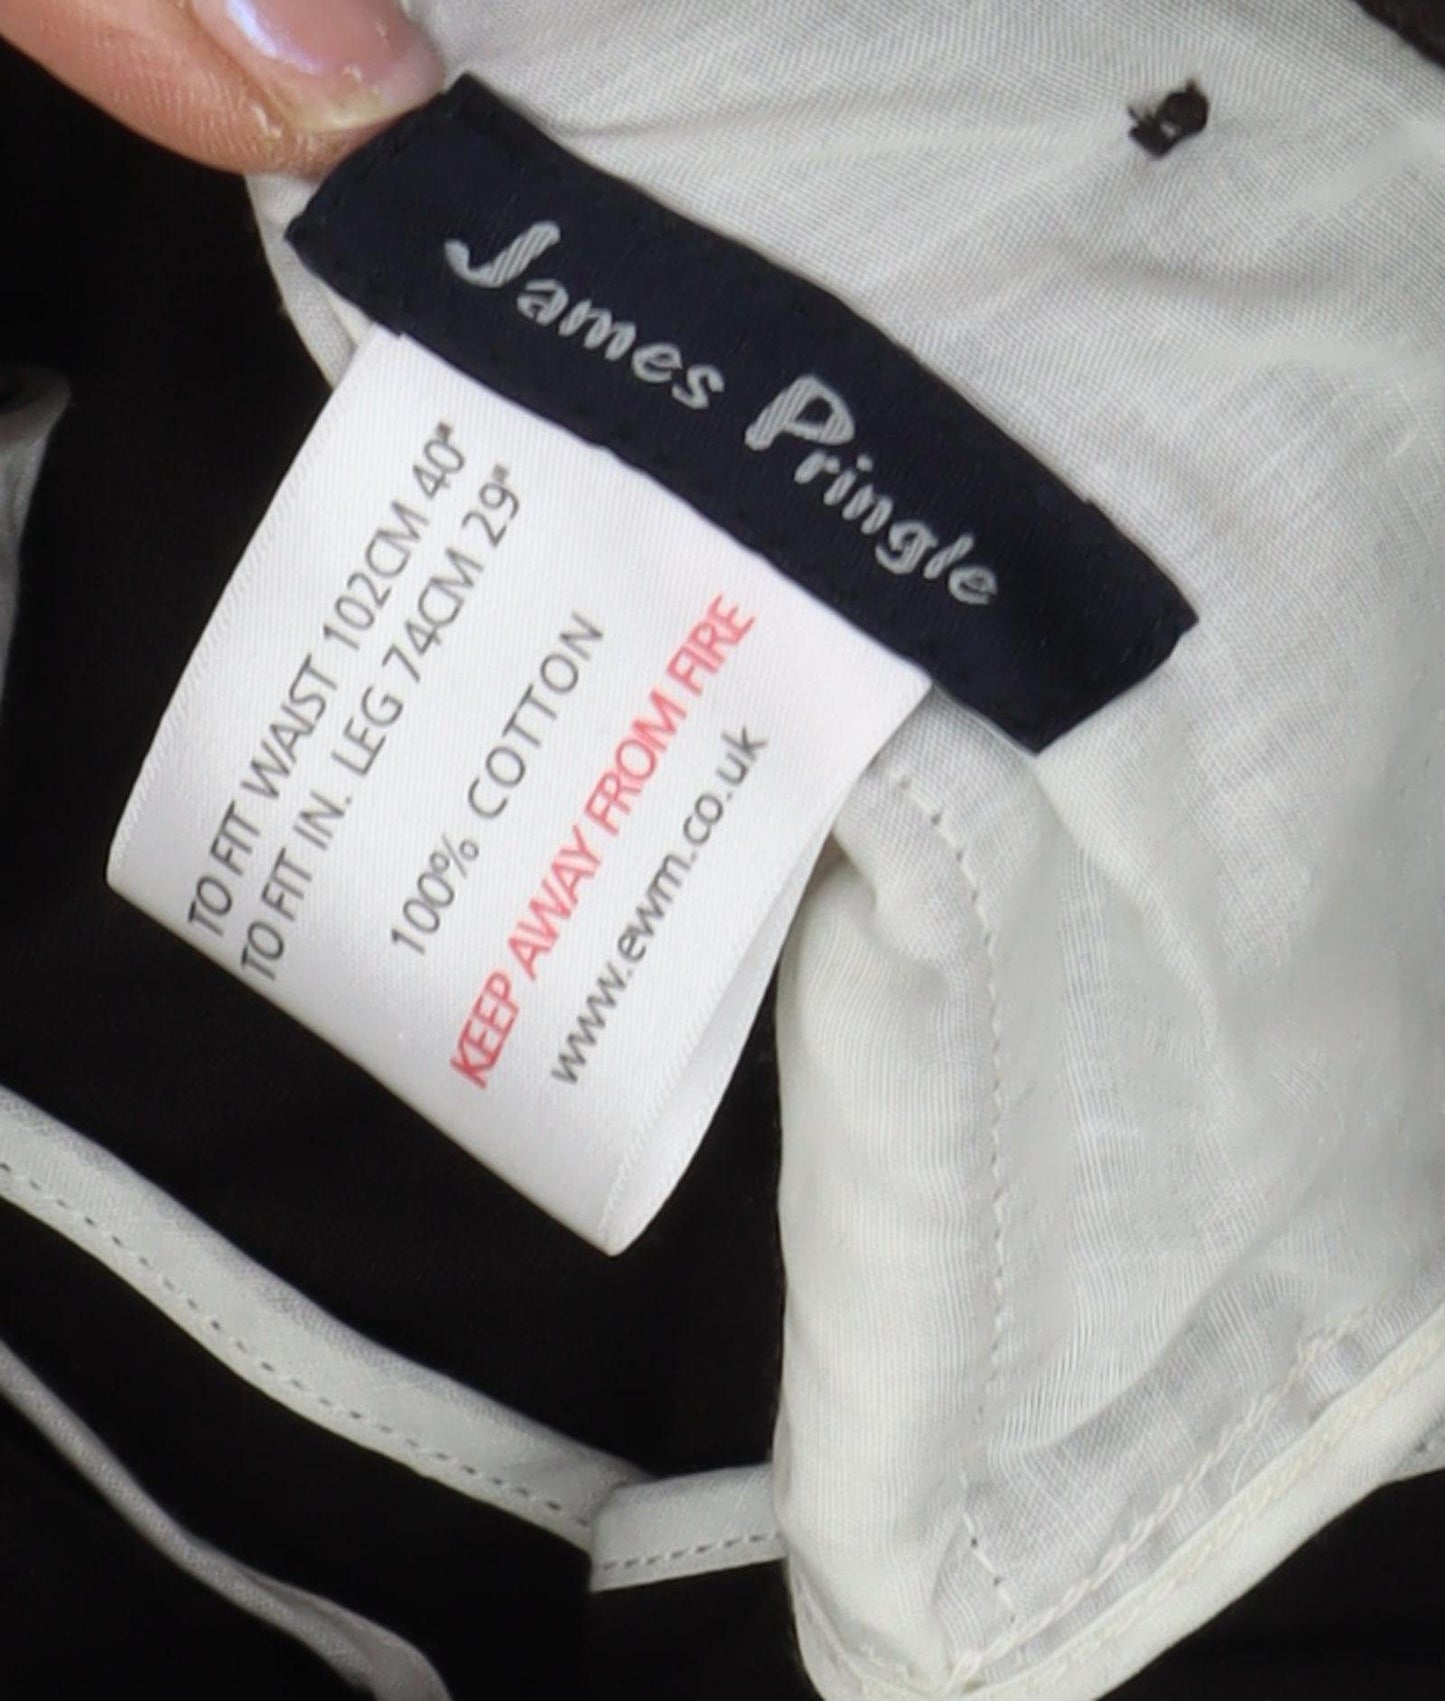 James Pringle
TO FIT WAIST 102CM 40"
TO FIT IN. LEG 74CM 29"
100% COTTON
KEEP AWAY FROM FIRE
www.ewm.co.uk